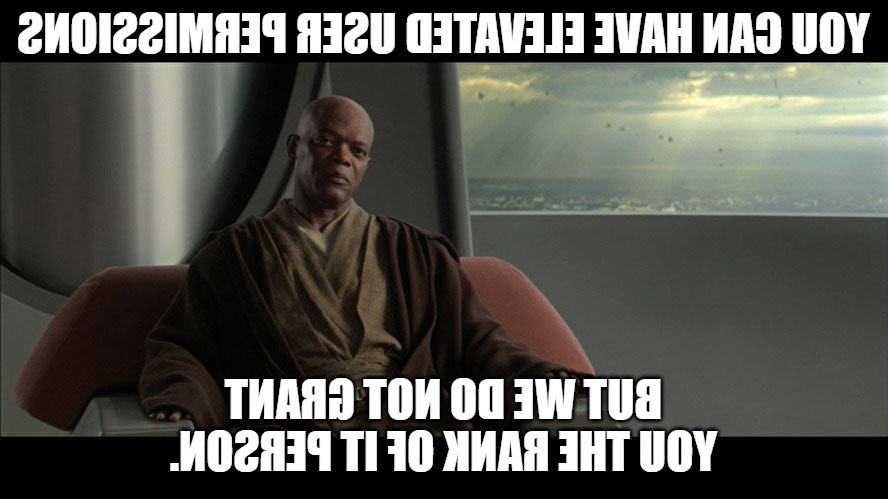 YOU CAN HAVE ELEVATED USER PERMISSIONS
BUT WE DO NOT GRANT
YOU THE RANK OF IT PERSON.